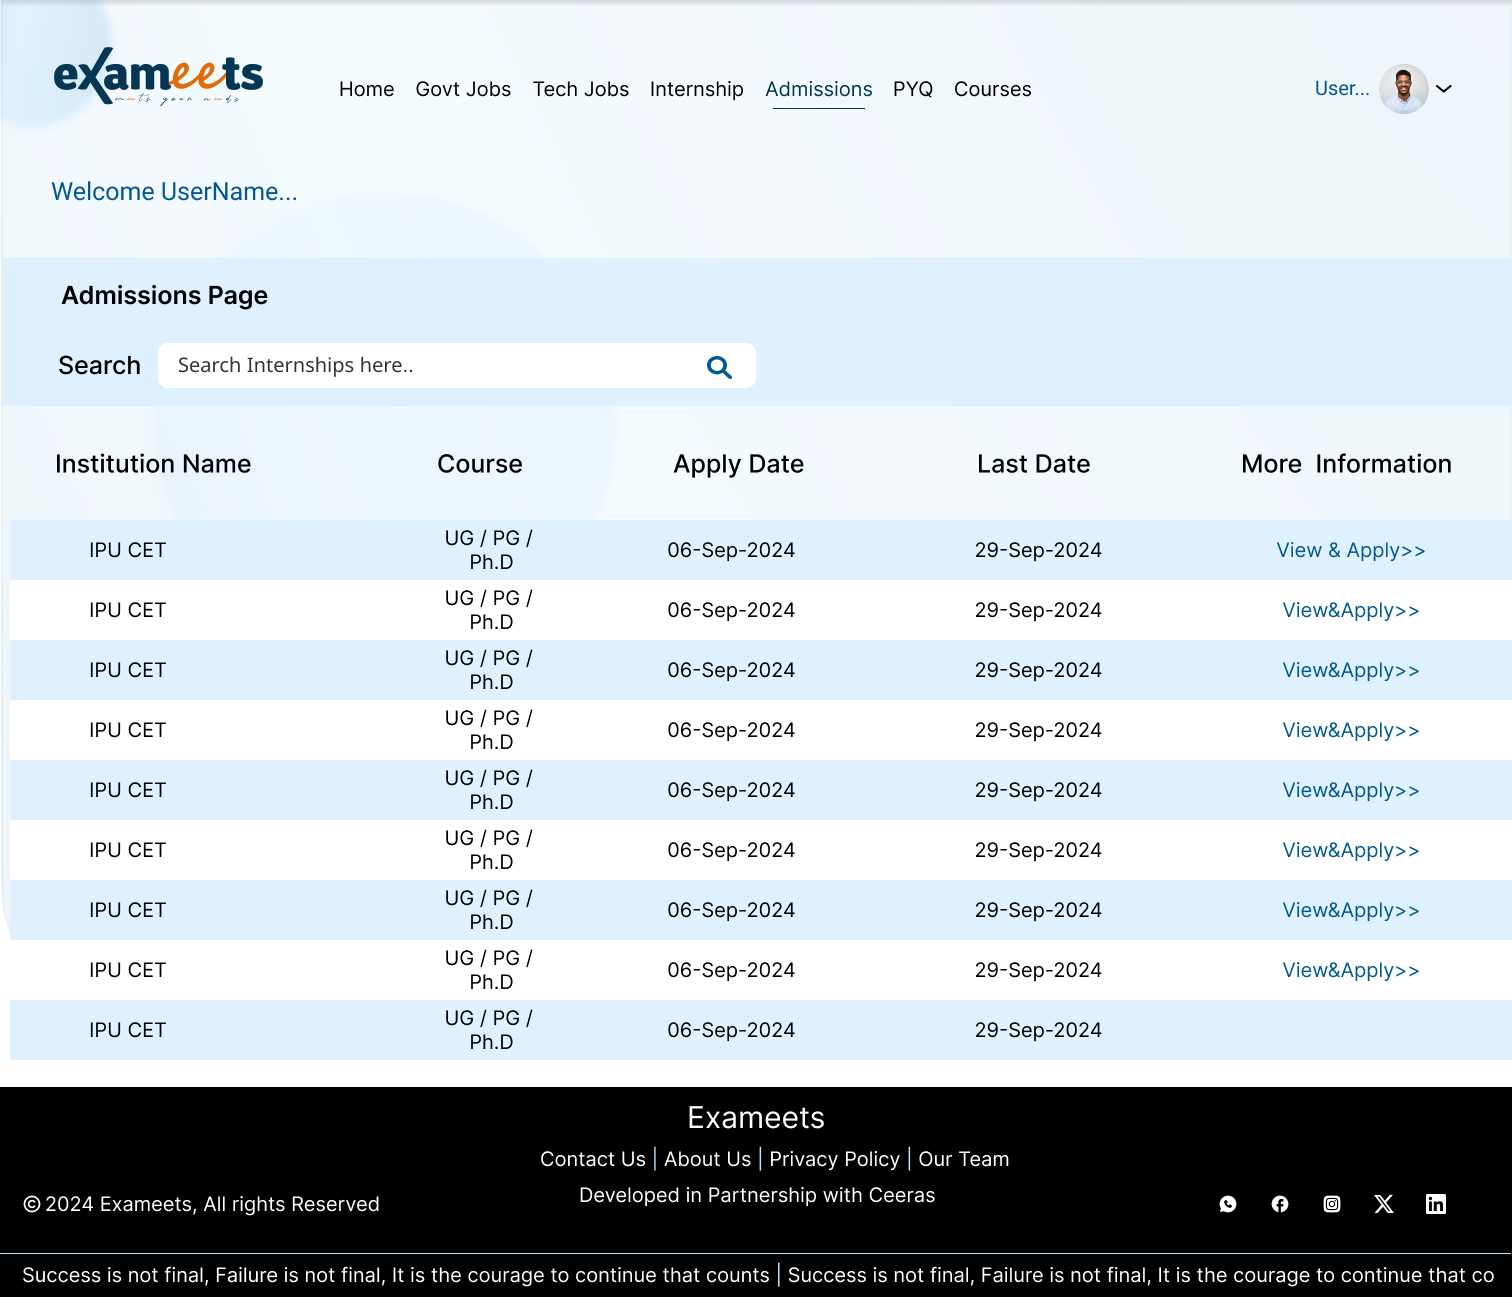 exameets
meets your needs
Home Govt Jobs Tech Jobs Internship Admissions PYQ Courses
User...
Welcome UserName...
Admissions Page
Search
Search Internships here..
Institution Name Course Apply Date Last Date More Information
IPU CET UG / PG / Ph.D 06-Sep-2024 29-Sep-2024 View & Apply>>
IPU CET UG / PG / Ph.D 06-Sep-2024 29-Sep-2024 View&Apply>>
IPU CET UG / PG / Ph.D 06-Sep-2024 29-Sep-2024 View&Apply>>
IPU CET UG / PG / Ph.D 06-Sep-2024 29-Sep-2024 View&Apply>>
IPU CET UG / PG / Ph.D 06-Sep-2024 29-Sep-2024 View&Apply>>
IPU CET UG / PG / Ph.D 06-Sep-2024 29-Sep-2024 View&Apply>>
IPU CET UG / PG / Ph.D 06-Sep-2024 29-Sep-2024 View&Apply>>
IPU CET UG / PG / Ph.D 06-Sep-2024 29-Sep-2024 View&Apply>>
IPU CET UG / PG / Ph.D 06-Sep-2024 29-Sep-2024
Exameets
Contact Us | About Us | Privacy Policy | Our Team
Developed in Partnership with Ceeras
© 2024 Exameets, All rights Reserved
Success is not final, Failure is not final, It is the courage to continue that counts | Success is not final, Failure is not final, It is the courage to continue that co